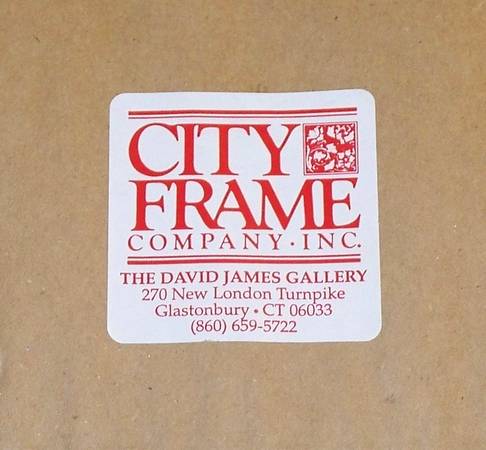 CITY
FRAME
COMPANY · INC.
THE DAVID JAMES GALLERY
270 New London Turnpike
Glastonbury • CT 06033
(860) 659-5722